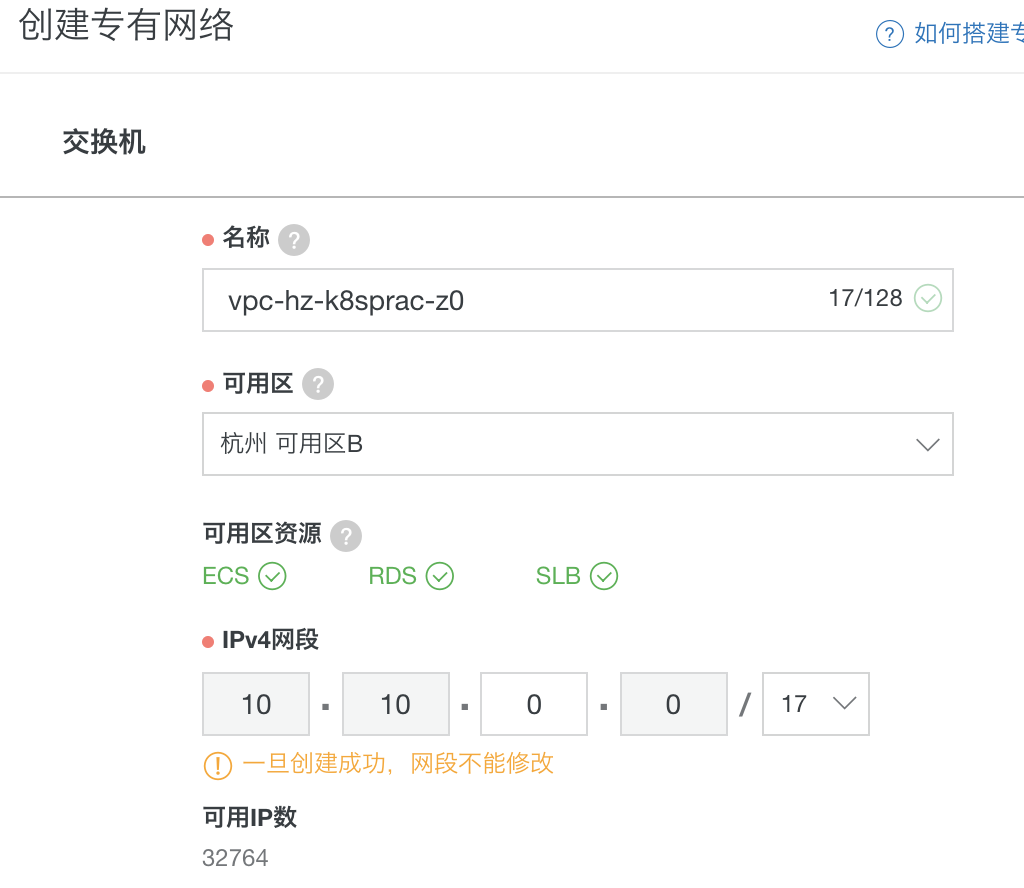 创建专有网络
? 如何搭建
交换机
名称 ?
vpc-hz-k8sprac-z0 17/128
可用区 ?
杭州 可用区B
可用区资源 ?
ECS RDS SLB
IPv4网段
10 . 10 . 0 . 0 / 17
一旦创建成功，网段不能修改
可用IP数
32764